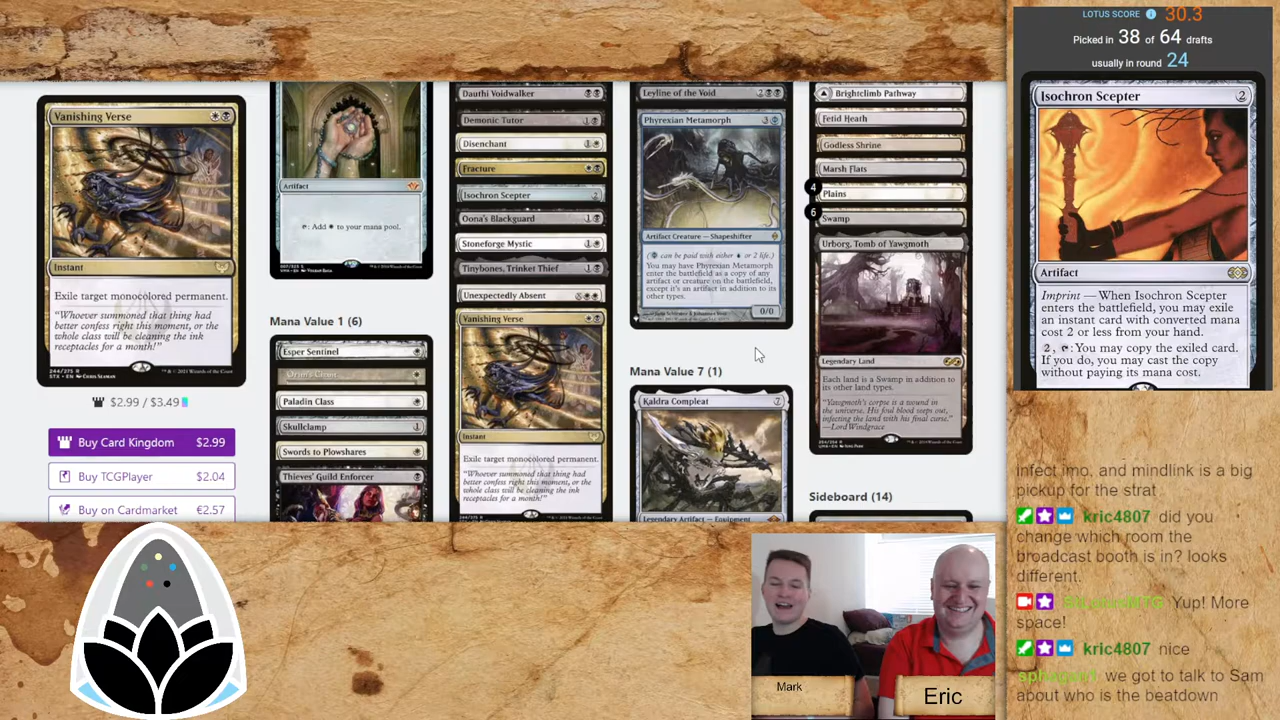 LOTUS SCORE 30.3
Picked in 38 of 64 drafts
usually in round 24
Isochron Scepter 2
Artifact
Imprint — When Isochron Scepter
enters the battlefield, you may exile
an instant card with converted mana
cost 2 or less from your hand.
2, : You may copy the exiled card.
If you do, you may cast the copy
without paying its mana cost.
Vanishing Verse
Instant
Exile target monocolored permanent.
"Whoever summoned that thing had
better confess right this moment, or the
whole class will be cleaning the ink
receptacles for a month!"
$2.99 / $3.49
Buy Card Kingdom $2.99
Buy TCGPlayer $2.04
Buy on Cardmarket €2.57
Artifact
: Add to your mana pool.
Mana Value 1 (6)
Esper Sentinel
Orim's Chant
Paladin Class
Skullclamp 1
Swords to Plowshares
Thieves' Guild Enforcer
Dauthi Voidwalker
Demonic Tutor 1
Disenchant 1
Fracture
Isochron Scepter 2
Oona's Blackguard 1
Stoneforge Mystic 1
Tinybones, Trinket Thief 1
Unexpectedly Absent X
Vanishing Verse
Instant
Exile target monocolored permanent.
"Whoever summoned that thing had
better confess right this moment, or the
whole class will be cleaning the ink
receptacles for a month!"
Leyline of the Void 2
Phyrexian Metamorph 3
Artifact Creature — Shapeshifter
( can be paid with either or 2 life.)
You may have Phyrexian Metamorph
enter the battlefield as a copy of any
artifact or creature on the battlefield,
except it's an artifact in addition to its
other types.
0/0
Mana Value 7 (1)
Kaldra Compleat 7
Legendary Artifact — Equipment
Brightclimb Pathway
Fetid Heath
Godless Shrine
Marsh Flats
4 Plains
6 Swamp
Urborg, Tomb of Yawgmoth
Legendary Land
Each land is a Swamp in addition to
its other land types.
"Yawgmoth's corpse is a wound in
the universe. His foul blood seeps out,
infecting the land with his final curse."
—Lord Windgrace
Sideboard (14)
Mark
Eric
infect imo, and mindlink is a big
pickup for the strat
kric4807 did you
change which room the
broadcast booth is in? looks
different.
Yup! More
space!
kric4807 nice
we got to talk to Sam
about who is the beatdown